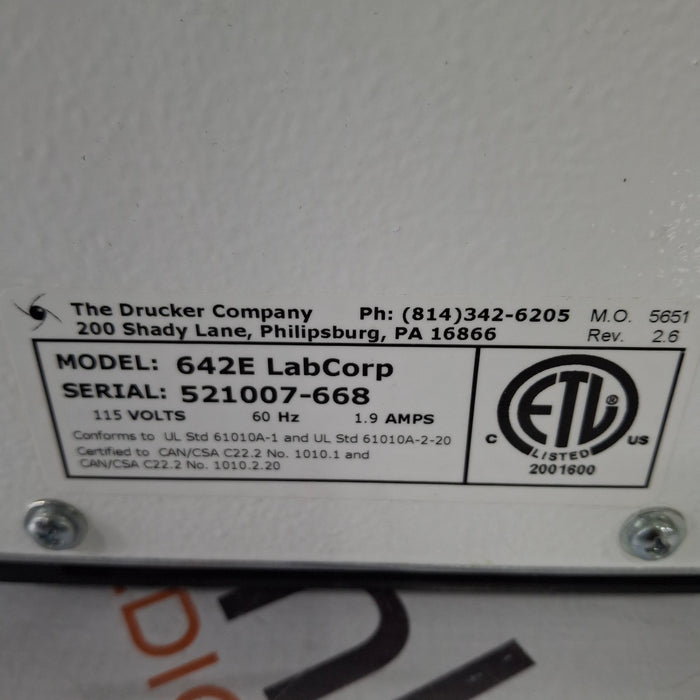 The Drucker Company Ph: (814)342-6205 M.O. 5651
200 Shady Lane, Philipsburg, PA 16866 Rev. 2.6
MODEL: 642E LabCorp
SERIAL: 521007-668
115 VOLTS 60 Hz 1.9 AMPS
Conforms to UL Std 61010A-1 and UL Std 61010A-2-20
Certified to CAN/CSA C22.2 No. 1010.1 and
CAN/CSA C22.2 No. 1010.2.20
ETL ®
C US
LISTED
2001600